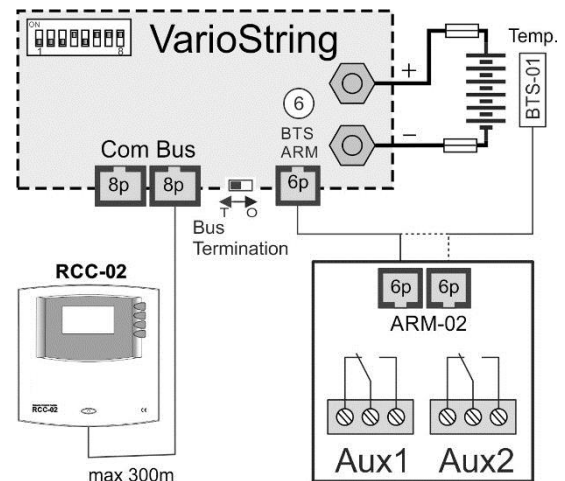 ON
1 8
VarioString
Temp.
BTS-01
+
6
BTS
ARM
−
Com Bus
8p 8p 6p
T O
Bus
Termination
RCC-02
6p 6p
ARM-02
RCC-02
Aux1 Aux2
max 300m